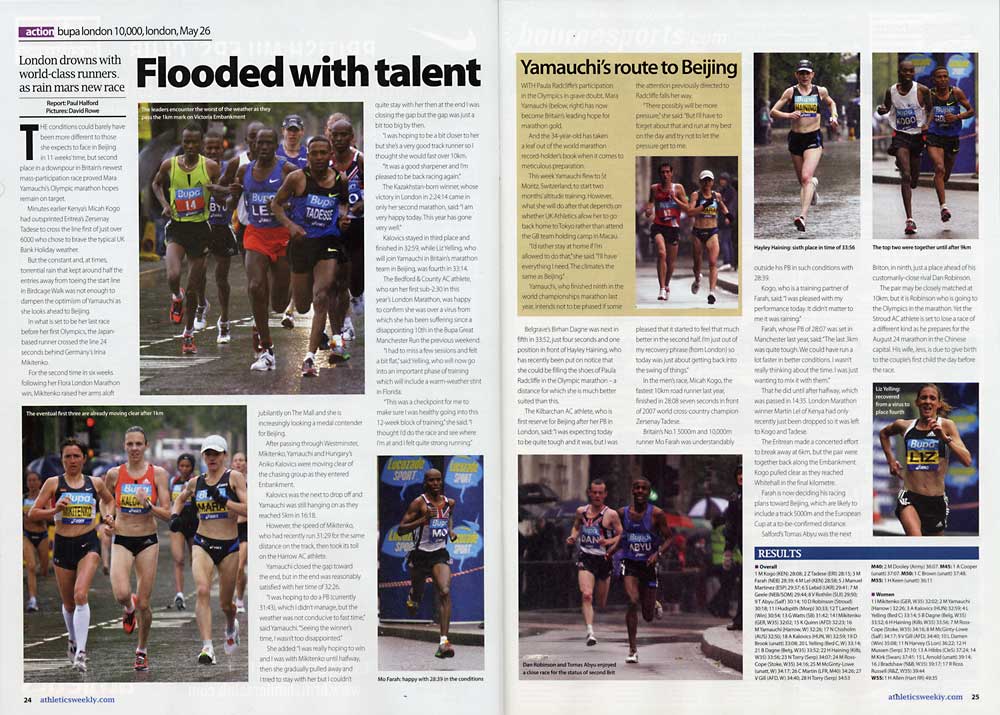 action bupa london 10,000, london, May 26
London drowns with
world-class runners.
as rain mars new race
Report: Paul Halford
Pictures: David Rowe
Flooded with talent
THE conditions could barely have
been more different to those
she expects to face in Beijing
in 11 weeks' time, but second
place in a downpour in Britain's newest
mass-participation race proved Mara
Yamauchi's Olympic marathon hopes
remain on target.
Minutes earlier Kenya's Micah Kogo
had outsprinted Eritrea's Zersenay
Tadese to cross the line first of just over
6000 who chose to brave the typical UK
Bank Holiday weather.
But the constant and, at times,
torrential rain that kept around half the
entries away from toeing the start line
in Birdcage Walk was not enough to
dampen the optimism of Yamauchi as
she looks ahead to Beijing.
In what is set to be her last race
before her first Olympics, the Japan-
based runner crossed the line 24
seconds behind Germany's Irina
Mikitenko.
For the second time in six weeks
following her Flora London Marathon
win, Mikitenko raised her arms aloft
The leaders encounter the worst of the weather as they
pass the 1km mark on Victoria Embankment
Bupa
14
Bupa
LEL
Bupa
TADESSE
The eventual first three are already moving clear after 1km
Bupa
MIKITENKO
Bupa
KALOVICS
Bupa
MARA
jubilantly on The Mall and she is
increasingly looking a medal contender
for Beijing.
After passing through Westminster,
Mikitenko, Yamauchi and Hungary's
Aniko Kalovics were moving clear of
the chasing group as they entered
Embankment.
Kalovics was the next to drop off and
Yamauchi was still hanging on as they
reached 5km in 16:18.
However, the speed of Mikitenko,
who had recently run 31:29 for the same
distance on the track, then took its toll
on the Harrow AC athlete.
Yamauchi closed the gap toward
the end, but in the end was reasonably
satisfied with her time of 32:26.
"I was hoping to do a PB (currently
31:43), which I didn't manage, but the
weather was not conducive to fast time,"
said Yamauchi. "Seeing the winner's
time, I wasn't too disappointed."
She added: "I was really hoping to win
and I was with Mikitenko until halfway,
then she gradually pulled away and
I tried to stay with her but I couldn't
quite stay with her then at the end I was
closing the gap but the gap was just a
bit too big by then.
"I was hoping to be a bit closer to her
but she's a very good track runner so I
thought she would fast over 10km.
"It was a good sharpener and I'm
pleased to be back racing again."
The Kazakhstan-born winner, whose
victory in London in 2:24:14 came in
only her second marathon, said: "I am
very happy today. This year has gone
very well."
Kalovics stayed in third place and
finished in 32:59, while Liz Yelling, who
will join Yamauchi in Britain's marathon
team in Beijing, was fourth in 33:14.
The Bedford & County AC athlete,
who ran her first sub-2:30 in this
year's London Marathon, was happy
to confirm she was over a virus from
which she has been suffering since a
disappointing 10th in the Bupa Great
Manchester Run the previous weekend.
"I had to miss a few sessions and felt
a bit flat," said Yelling, who will now go
into an important phase of training
which will include a warm-weather stint
in Florida.
"This was a checkpoint for me to
make sure I was healthy going into this
12-week block of training," she said. "I
thought I'd do the race and see where
I'm at and I felt quite strong running."
Lucozade
SPORT
Bupa
MO
Mo Farah: happy with 28:39 in the conditions
24 athleticsweekly.com
Yamauchi's route to Beijing
WITH Paula Radcliffe's participation
in the Olympics in grave doubt, Mara
Yamauchi (below, right) has now
become Britain's leading hope for
marathon gold.
And the 34-year-old has taken
a leaf out of the world marathon
record-holder's book when it comes to
meticulous preparation.
This week Yamauchi flew to St
Moritz, Switzerland, to start two
months' altitude training. However,
what she will do after that depends on
whether UK Athletics allow her to go
back home to Tokyo rather than attend
the GB team holding camp in Macau.
"I'd rather stay at home if I'm
allowed to do that," she said. "I'll have
everything I need. The climate's the
same as Beijing."
Yamauchi, who finished ninth in the
world championships marathon last
year, intends not to be phased if some
the attention previously directed to
Radcliffe falls her way.
"There possibly will be more
pressure," she said. "But I'll have to
forget about that and run at my best
on the day and try not to let the
pressure get to me.
Hayley Haining: sixth place in time of 33:56
KOGO
The top two were together until after 9km
Belgrave's Birhan Dagne was next in
fifth in 33:52, just four seconds and one
position in front of Hayley Haining, who
has recently been put on notice that
she could be filling the shoes of Paula
Radcliffe in the Olympic marathon – a
distance for which she is much better
suited than this.
The Kilbarchan AC athlete, who is
first reserve for Beijing after her PB in
London, said: "I was expecting today
to be quite tough and it was, but I was
pleased that it started to feel that much
better in the second half. I'm just out of
my recovery phrase (from London) so
today was just about getting back into
the swing of things."
In the men's race, Micah Kogo, the
fastest 10km road runner last year,
finished in 28:08 seven seconds in front
of 2007 world cross-country champion
Zersenay Tadese.
Britain's No.1 5000m and 10,000m
runner Mo Farah was understandably
DAN
Bupa
ABYU
Dan Robinson and Tomas Abyu enjoyed
a close race for the status of second Brit
outside his PB in such conditions with
28:39.
Kogo, who is a training partner of
Farah, said: "I was pleased with my
performance today. It didn't matter to
me it was raining."
Farah, whose PB of 28:07 was set in
Manchester last year, said: "The last 3km
was quite tough. We could have run a
lot faster in better conditions. I wasn't
really thinking about the time. I was just
wanting to mix it with them."
That he did until after halfway, which
was passed in 14:35. London Marathon
winner Martin Lel of Kenya had only
recently just been dropped so it was left
to Kogo and Tadese.
The Eritrean made a concerted effort
to break away at 6km, but the pair were
together back along the Embankment.
Kogo pulled clear as they reached
Whitehall in the final kilometre.
Farah is now deciding his racing
plans toward Beijing, which are likely to
include a track 5000m and the European
Cup at a to-be-confirmed distance.
Salford's Tomas Abyu was the next
Briton, in ninth, just a place ahead of his
customarily-close rival Dan Robinson.
The pair may be closely matched at
10km, but it is Robinson who is going to
the Olympics in the marathon. Yet the
Stroud AC athlete is set to lose a race of
a different kind as he prepares for the
August 24 marathon in the Chinese
capital. His wife, Jess, is due to give birth
to the couple's first child the day before
the race.
Liz Yelling:
recovered
from a virus to
place fourth
Bupa
LIZ
RESULTS
Overall
1 M Kogo (KEN) 28:08; 2 Z Tadese (ERI) 28:15; 3 M
Farah (NEB) 28:39; 4 M Lel (KEN) 28:58; 5 J Manuel
Martinez (ESP) 29:37; 6 S Lebid (UKR) 29:41; 7 M
Geele (NEB/SOM) 29:44; 8 V Rothlin (SUI) 29:50;
9 T Abyu (Salf) 30:14; 10 D Robinson (Stroud)
30:18; 11 I Hudspith (Morp) 30:33; 12 T Lambert
(Win) 30:54; 13 G Watts (SB) 31:42; 14 I Mikitenko
(GER, W35) 32:02; 15 K Quinn (AFD) 32:23; 16
M Yamauchi (Harrow, W) 32:26; 17 N Chisholm
(AUS) 32:50; 18 A Kalovics (HUN, W) 32:59; 19 D
Brook (unatt) 33:08; 20 L Yelling (Bed C, W) 33:14;
21 B Dagne (Belg, W35) 33:52; 22 H Haining (Kilb,
W35) 33:56; 23 N Torry (Serp) 34:07; 24 M Ross-
Cope (Stoke, W35) 34:16; 25 M McGinty-Lowe
(unatt, W) 34:17; 26 C Martin (LFR, M40) 34:26; 27
V Gill (AFD, W) 34:40; 28 H Torry (Serp) 34:53
M40: 2 M Dooley (Army) 36:07. M45: 1 A Cooper
(unatt) 37:07. M50: 1 C Brown (unatt) 37:48.
M55: 1 H Keen (unatt) 36:11
Women
1 I Mikitenko (GER, W35) 32:02; 2 M Yamauchi
(Harrow) 32:26; 3 A Kalovics (HUN) 32:59; 4 L
Yelling (Bed C) 33:14; 5 B Dagne (Belg, W35)
33:52; 6 H Haining (Kilb, W35) 33:56; 7 M Ross-
Cope (Stoke, W35) 34:16; 8 M McGinty-Lowe
(Salf) 34:17; 9 V Gill (AFD) 34:40; 10 L Damen
(Win) 35:08; 11 N Harvey (S Lon) 36:22; 12 H
Mussen (Serp) 37:10; 13 A Hibbs (CleS) 37:24; 14
M Kirk (Swan) 37:45; 15 L Arnold (unatt) 39:14;
16 J Bradshaw (N&B, W35) 39:17; 17 B Ross
Russell (R&Z, W35) 39:44
W55: 1 H Allen (Hart RR) 49:35
athleticsweekly.com 25